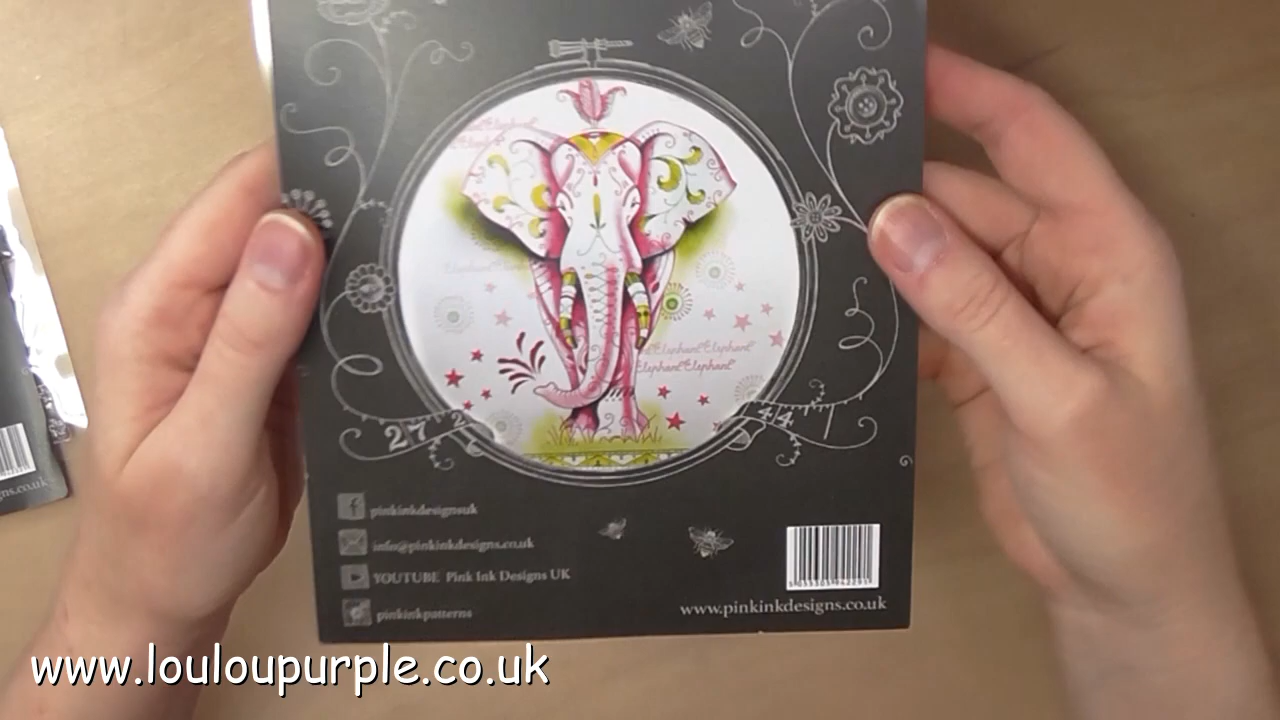 Elephant Elephant
Elephant Elephant
27 2
44
pinkinkdesignsuk
info@pinkinkdesigns.co.uk
YOUTUBE Pink Ink Designs UK
pinkinkpatterns
www.pinkinkdesigns.co.uk
www.louloupurple.co.uk